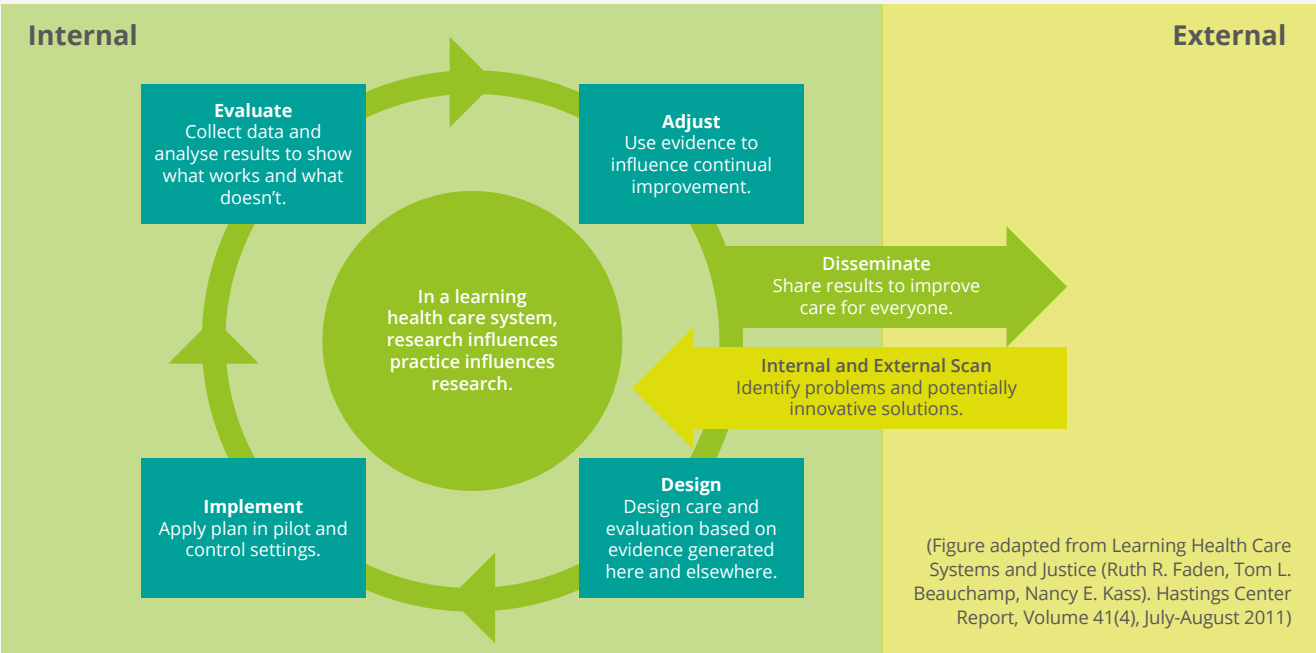 Internal
External
Evaluate
Collect data and
analyse results to show
what works and what
doesn’t.
Adjust
Use evidence to
influence continual
improvement.
Disseminate
Share results to improve
care for everyone.
In a learning
health care system,
research influences
practice influences
research.
Internal and External Scan
Identify problems and potentially
innovative solutions.
Implement
Apply plan in pilot and
control settings.
Design
Design care and
evaluation based on
evidence generated
here and elsewhere.
(Figure adapted from Learning Health Care
Systems and Justice (Ruth R. Faden, Tom L.
Beauchamp, Nancy E. Kass). Hastings Center
Report, Volume 41(4), July-August 2011)